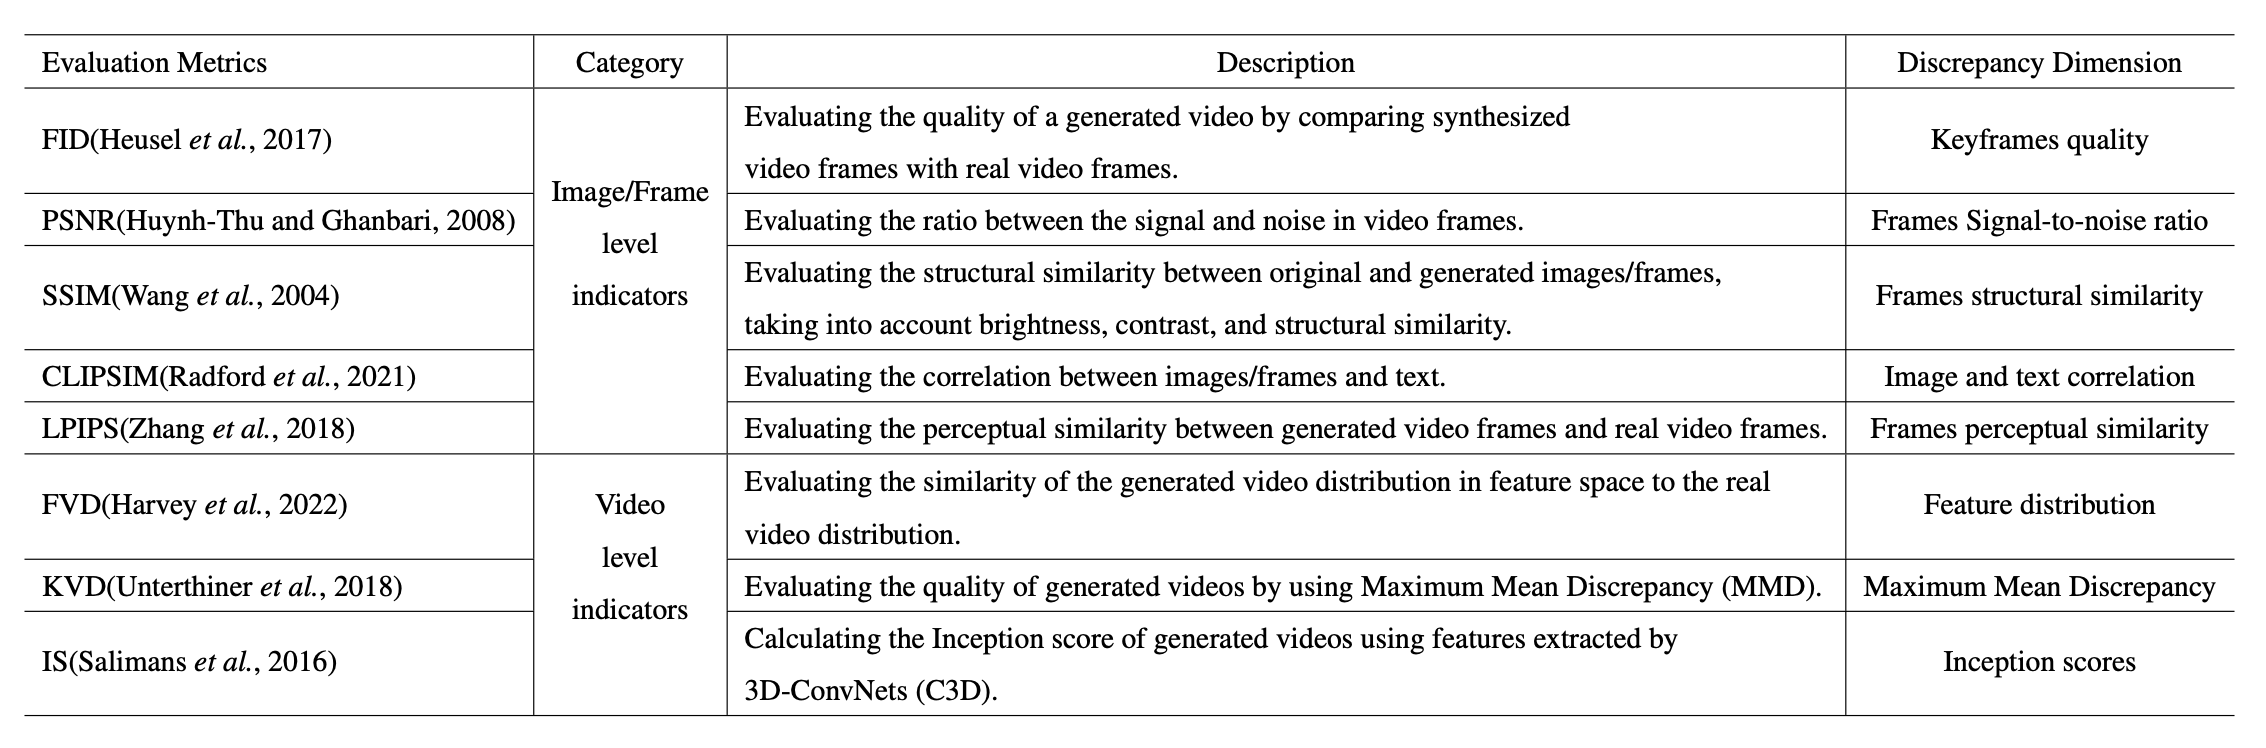 Evaluation Metrics Category Description Discrepancy Dimension
FID(Heusel et al., 2017)
Image/Frame
level
indicators
Evaluating the quality of a generated video by comparing synthesized
video frames with real video frames.
Keyframes quality
PSNR(Huynh-Thu and Ghanbari, 2008)
Evaluating the ratio between the signal and noise in video frames.
Frames Signal-to-noise ratio
SSIM(Wang et al., 2004)
Evaluating the structural similarity between original and generated images/frames,
taking into account brightness, contrast, and structural similarity.
Frames structural similarity
CLIPSIM(Radford et al., 2021)
Evaluating the correlation between images/frames and text.
Image and text correlation
LPIPS(Zhang et al., 2018)
Evaluating the perceptual similarity between generated video frames and real video frames.
Frames perceptual similarity
FVD(Harvey et al., 2022)
Video
level
indicators
Evaluating the similarity of the generated video distribution in feature space to the real
video distribution.
Feature distribution
KVD(Unterthiner et al., 2018)
Evaluating the quality of generated videos by using Maximum Mean Discrepancy (MMD).
Maximum Mean Discrepancy
IS(Salimans et al., 2016)
Calculating the Inception score of generated videos using features extracted by
3D-ConvNets (C3D).
Inception scores